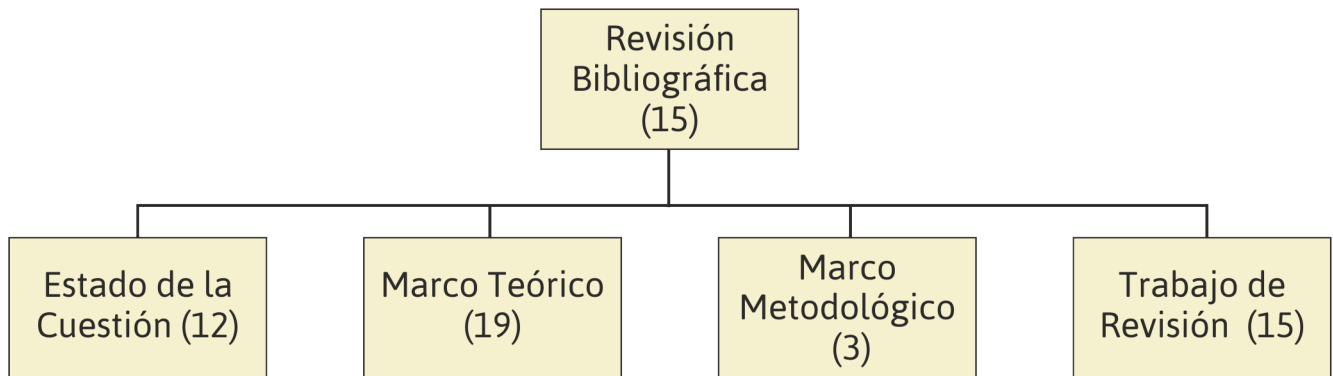 Revisión
Bibliográfica
(15)
Estado de la
Cuestión (12)
Marco Teórico
(19)
Marco
Metodológico
(3)
Trabajo de
Revisión (15)